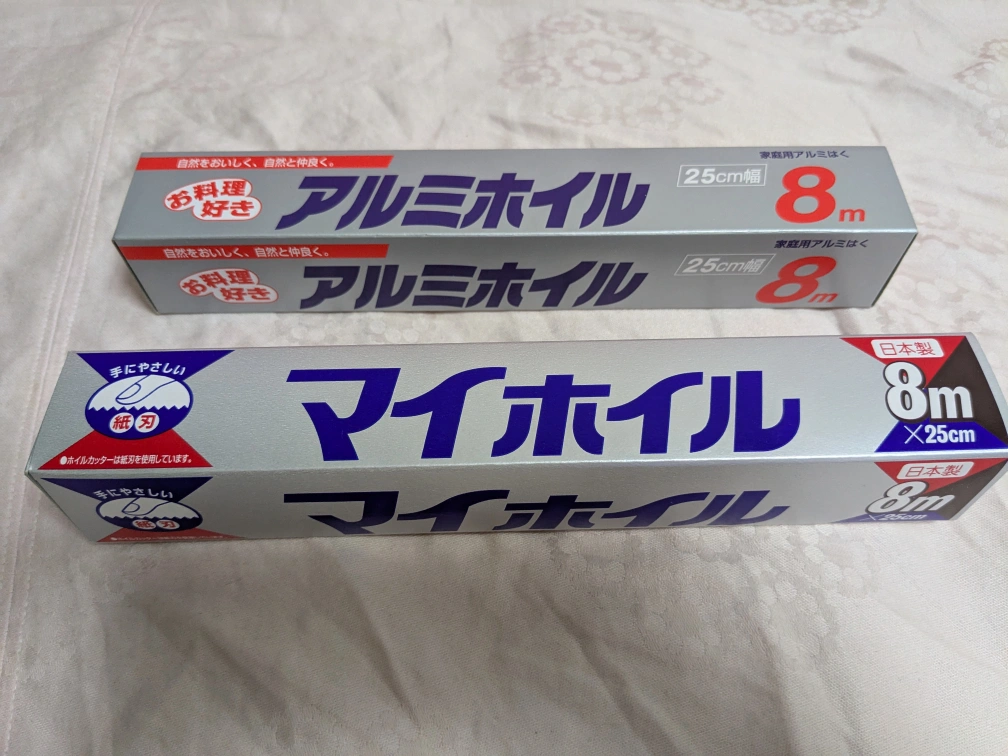 自然をおいしく、自然と仲良く。
お料理
好き
アルミホイル
25cm幅
家庭用アルミはく
8m
自然をおいしく、自然と仲良く。
お料理
好き
アルミホイル
25cm幅
家庭用アルミはく
8m
手にやさしい
紙刃
●ホイルカッターは紙刃を使用しています。
マイホイル
日本製
8m
×25cm
手にやさしい
紙刃
マイホイル
日本製
8m
×25cm